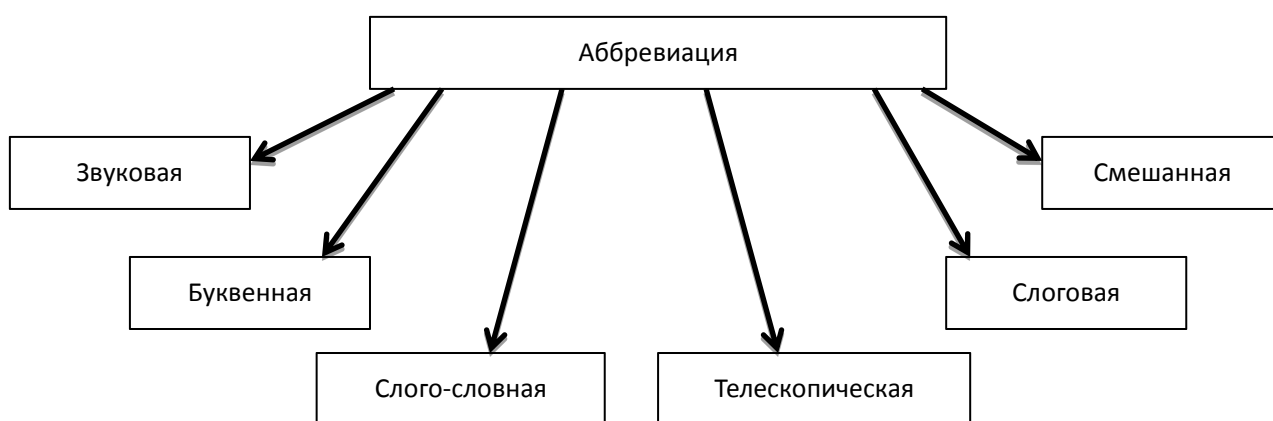 Аббревиация
Звуковая
Смешанная
Буквенная
Слоговая
Слого-словная
Телескопическая